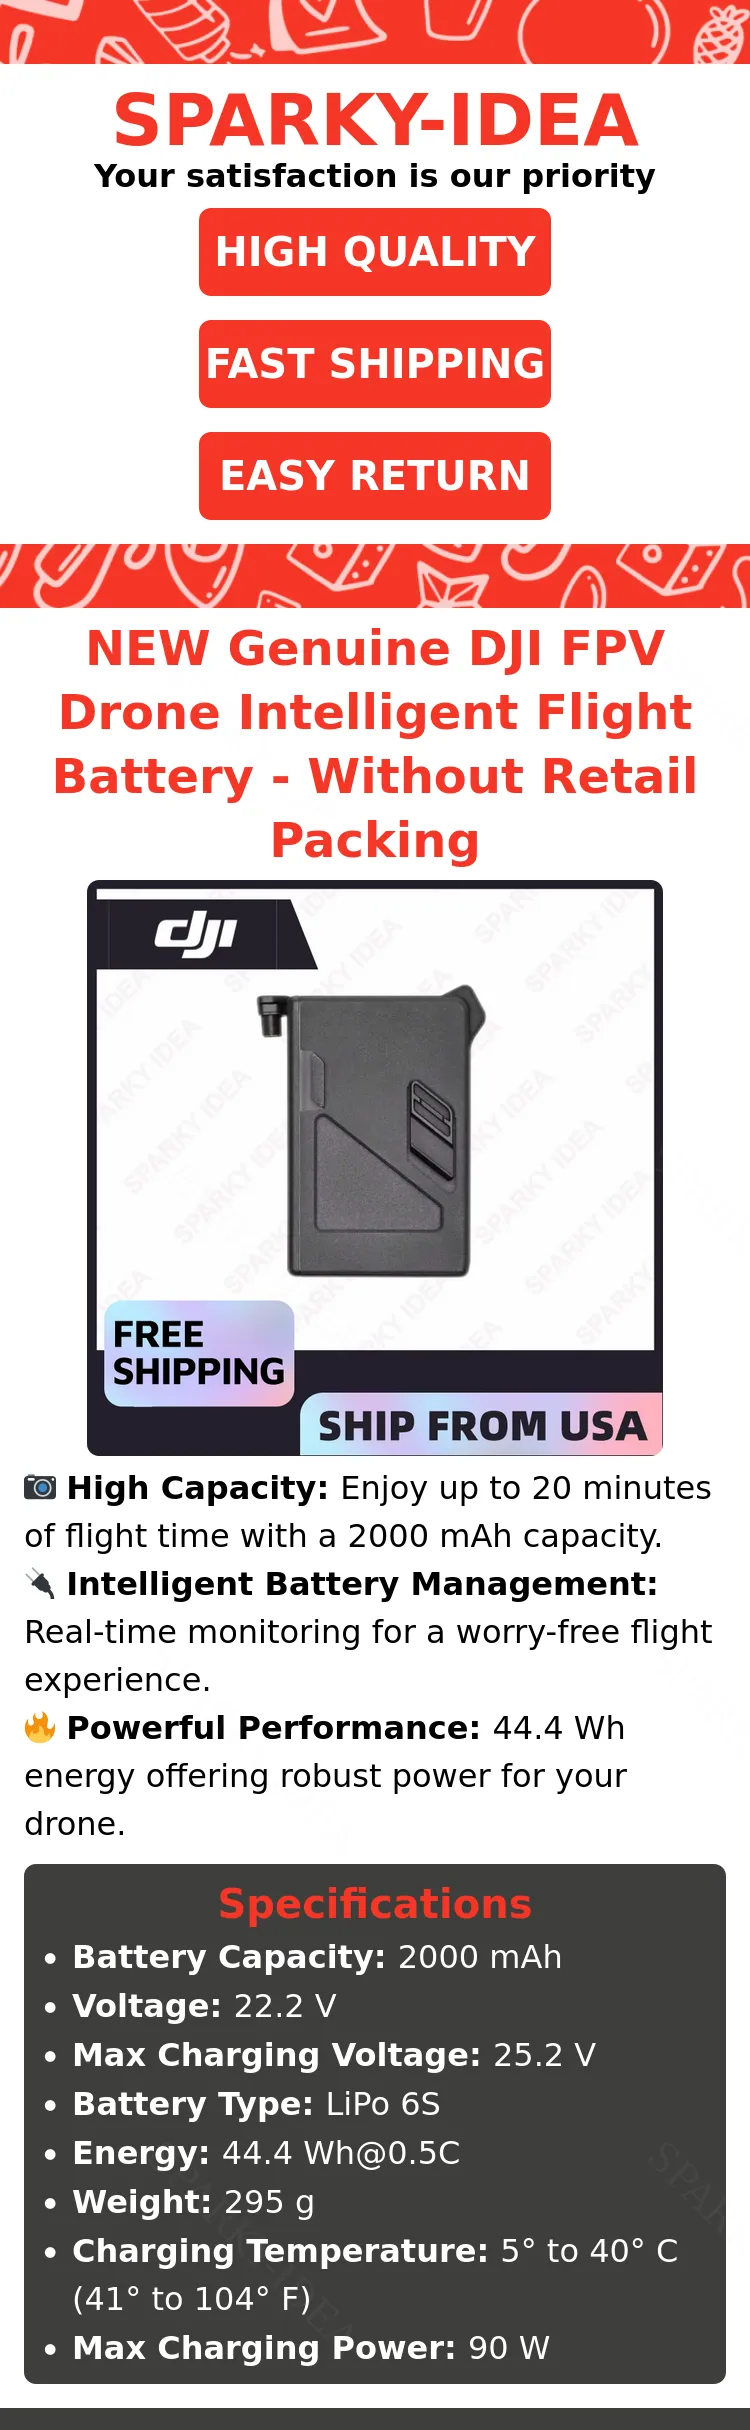 SPARKY-IDEA
Your satisfaction is our priority
HIGH QUALITY
FAST SHIPPING
EASY RETURN
NEW Genuine DJI FPV
Drone Intelligent Flight
Battery - Without Retail
Packing
dji
SPARKY IDEA
FREE
SHIPPING
SHIP FROM USA
High Capacity: Enjoy up to 20 minutes
of flight time with a 2000 mAh capacity.
Intelligent Battery Management:
Real-time monitoring for a worry-free flight
experience.
Powerful Performance: 44.4 Wh
energy offering robust power for your
drone.
Specifications
• Battery Capacity: 2000 mAh
• Voltage: 22.2 V
• Max Charging Voltage: 25.2 V
• Battery Type: LiPo 6S
• Energy: 44.4 Wh@0.5C
• Weight: 295 g
• Charging Temperature: 5° to 40° C
(41° to 104° F)
• Max Charging Power: 90 W